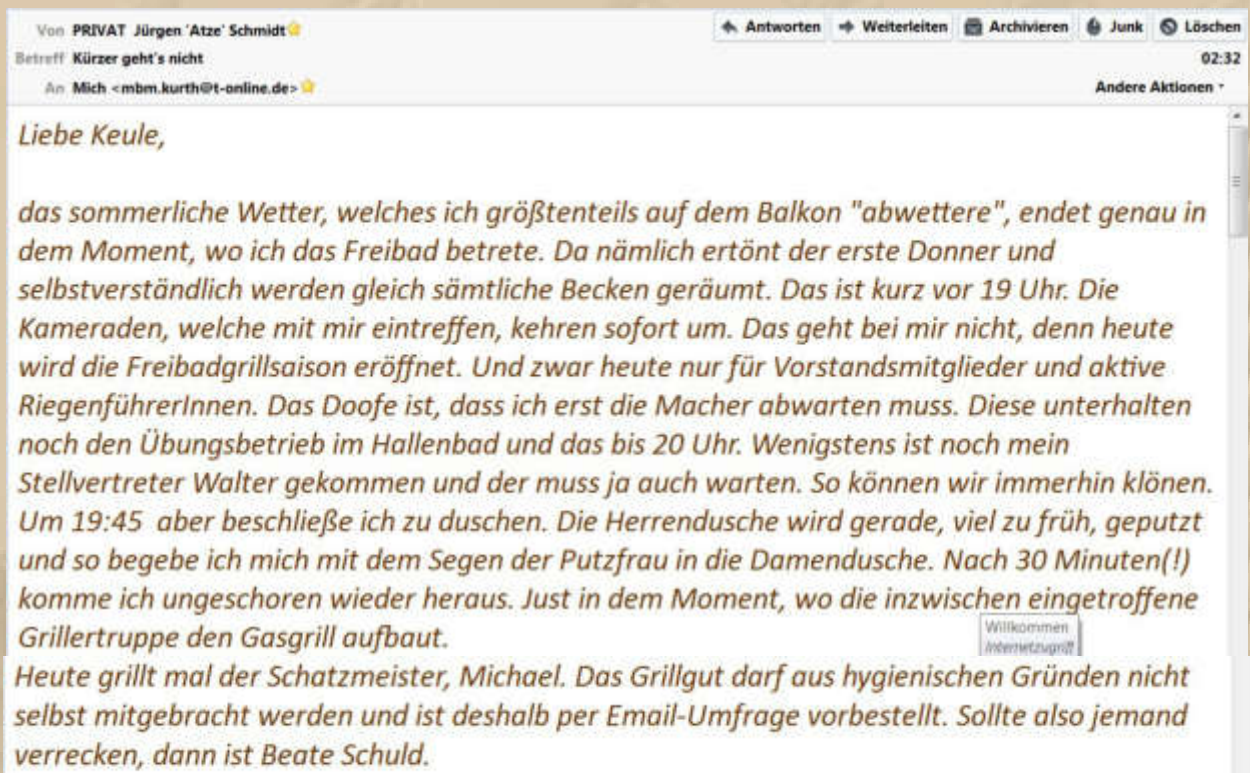 Von PRIVAT Jürgen 'Atze' Schmidt
Antworten Weiterleiten Archivieren Junk Löschen
Betreff Kürzer geht's nicht
02:32
An Mich <mbm.kurth@t-online.de>
Andere Aktionen
Liebe Keule,
das sommerliche Wetter, welches ich größtenteils auf dem Balkon "abwettere", endet genau in
dem Moment, wo ich das Freibad betrete. Da nämlich ertönt der erste Donner und
selbstverständlich werden gleich sämtliche Becken geräumt. Das ist kurz vor 19 Uhr. Die
Kameraden, welche mit mir eintreffen, kehren sofort um. Das geht bei mir nicht, denn heute
wird die Freibadgrillsaison eröffnet. Und zwar heute nur für Vorstandsmitglieder und aktive
RiegenführerInnen. Das Doofe ist, dass ich erst die Macher abwarten muss. Diese unterhalten
noch den Übungsbetrieb im Hallenbad und das bis 20 Uhr. Wenigstens ist noch mein
Stellvertreter Walter gekommen und der muss ja auch warten. So können wir immerhin klönen.
Um 19:45 aber beschließe ich zu duschen. Die Herrendusche wird gerade, viel zu früh, geputzt
und so begebe ich mich mit dem Segen der Putzfrau in die Damendusche. Nach 30 Minuten(!)
komme ich ungeschoren wieder heraus. Just in dem Moment, wo die inzwischen eingetroffene
Grillertruppe den Gasgrill aufbaut.
Willkommen
Internetzugriff
Heute grillt mal der Schatzmeister, Michael. Das Grillgut darf aus hygienischen Gründen nicht
selbst mitgebracht werden und ist deshalb per Email-Umfrage vorbestellt. Sollte also jemand
verrecken, dann ist Beate Schuld.